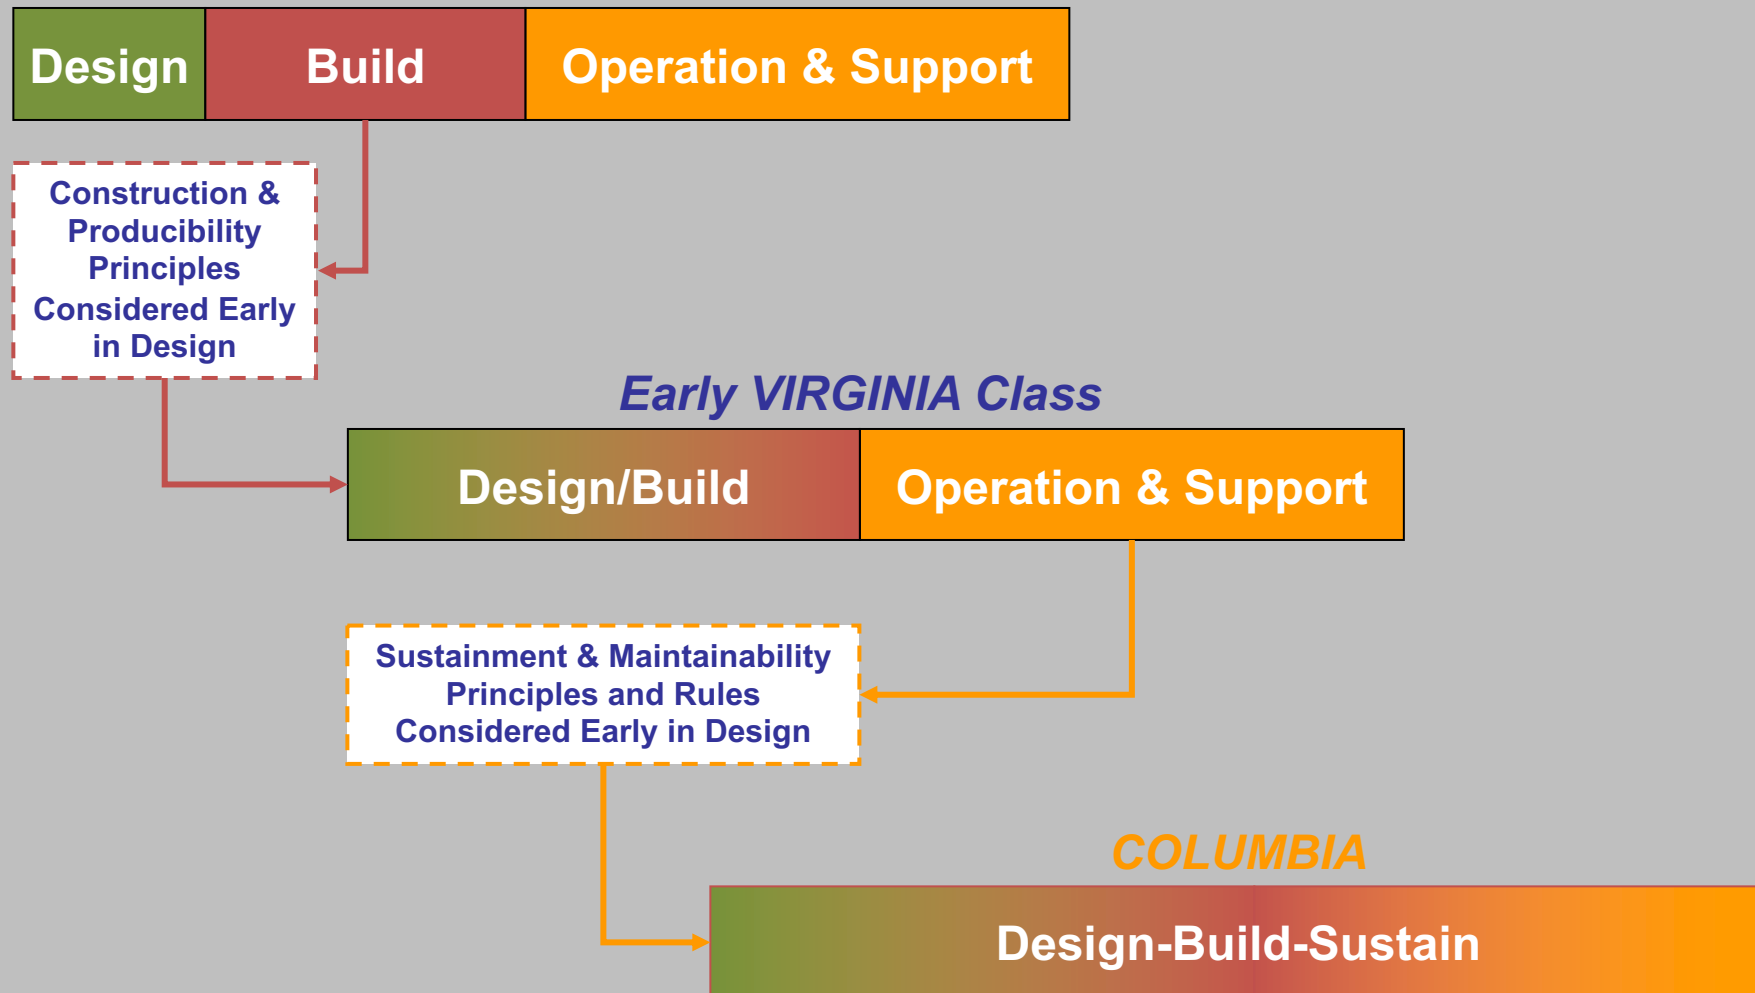 Design
Build
Operation & Support
Construction &
Producibility
Principles
Considered Early
in Design
Early VIRGINIA Class
Design/Build
Operation & Support
Sustainment & Maintainability
Principles and Rules
Considered Early in Design
COLUMBIA
Design-Build-Sustain